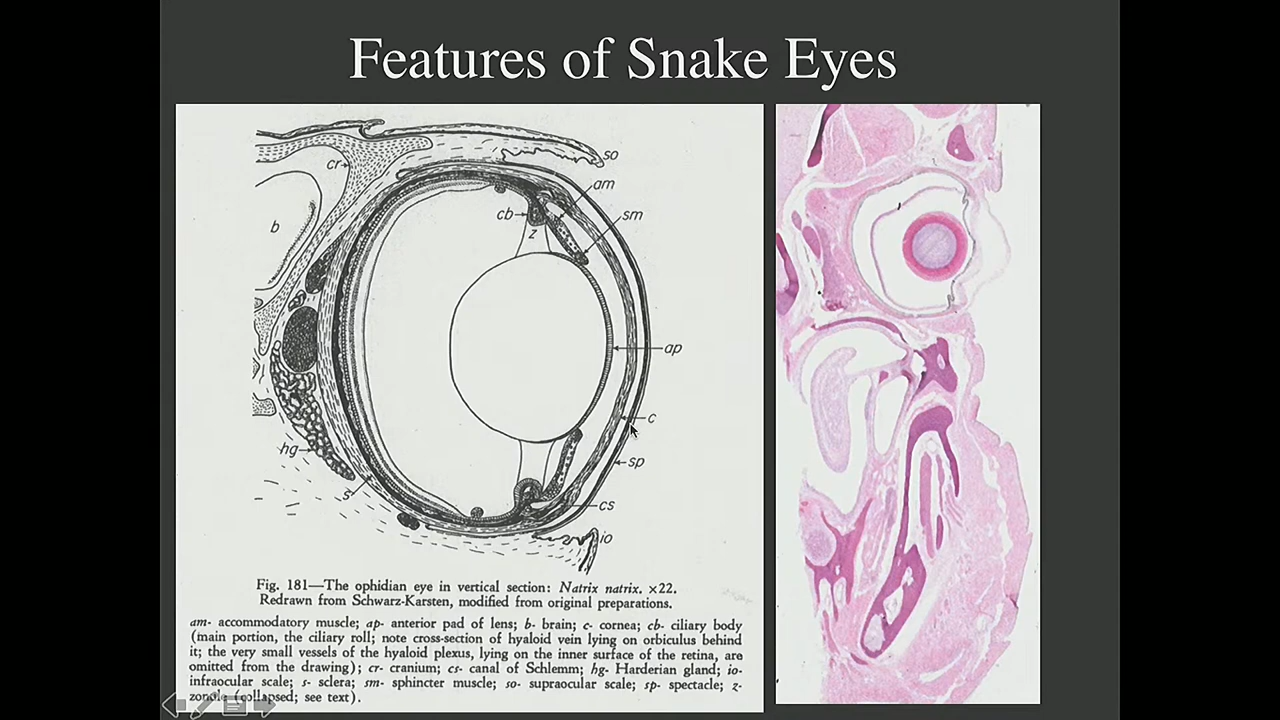 Features of Snake Eyes
so
cr
am
cb
sm
b
z
ap
c
hg
sp
s
cs
io
Fig. 181—The ophidian eye in vertical section: Natrix natrix. x22.
Redrawn from Schwarz-Karsten, modified from original preparations.
am- accommodatory muscle; ap- anterior pad of lens; b- brain; c- cornea; cb- ciliary body
(main portion, the ciliary roll; note cross-section of hyaloid vein lying on orbiculus behind
it; the very small vessels of the hyaloid plexus, lying on the inner surface of the retina, are
omitted from the drawing); cr- cranium; cs- canal of Schlemm; hg- Harderian gland; io-
infraocular scale; s- sclera; sm- sphincter muscle; so- supraocular scale; sp- spectacle; z-
(collapsed; see text).